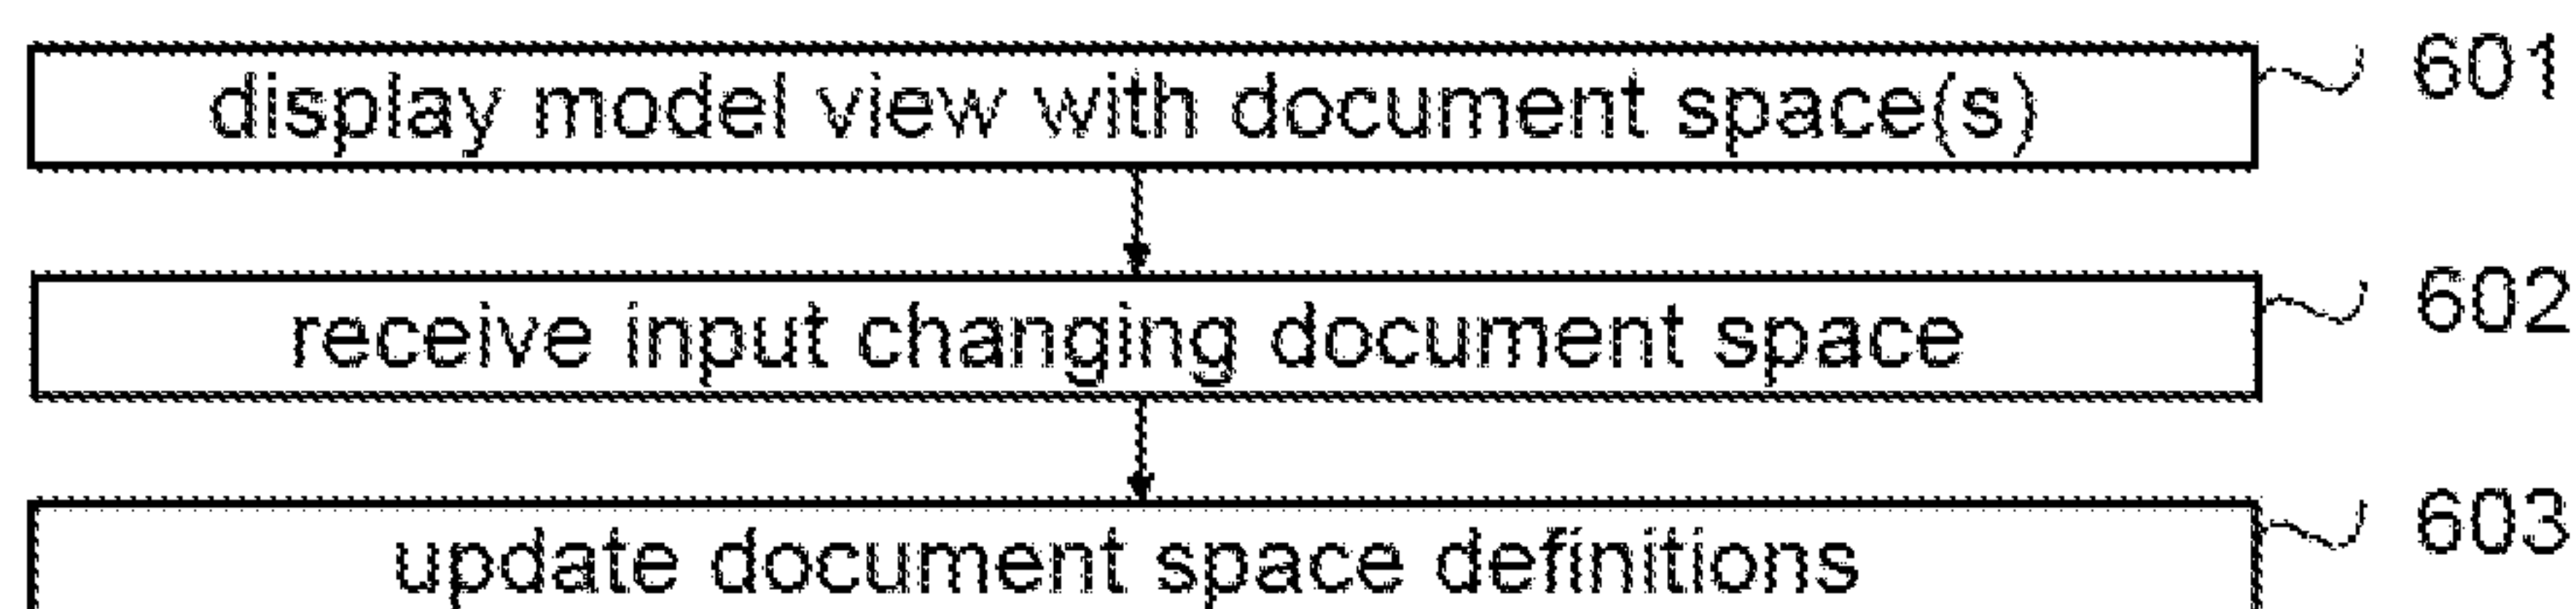 display model view with document space(s) 601
receive input changing document space 602
update document space definitions 603